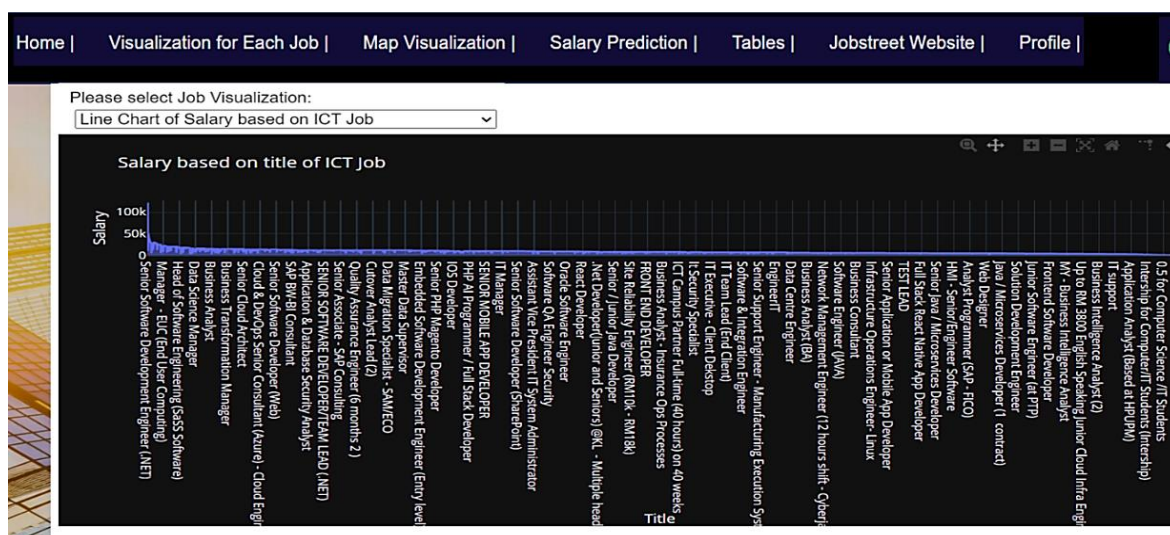 Home | Visualization for Each Job | Map Visualization | Salary Prediction | Tables | Jobstreet Website | Profile |
Please select Job Visualization:
Line Chart of Salary based on ICT Job
Salary based on title of ICT Job
Salary
100k
50k
0
Senior Software Development Engineer (.NET)
Manager - EUC (End User Computing)
Head of Software Engineering (SaaS Software)
Data Science Manager
Business Analyst
Business Transformation Manager
Senior Cloud Architect
Cloud & DevOps Senior Consultant (Azure) - Cloud Engir
Senior Software Developer (Web)
SAP BW-BI Consultant
Application & Database Security Analyst
SENIOR SOFTWARE DEVELOPER/TEAM LEAD (.NET)
Senior Associate - SAP Consulting
Quality Assurance Engineer (6 months 2 )
Cutover Analyst Lead (2)
Data Migration Specialis - SAM/ECO
Master Data Supervisor
Embedded Software Development Engineer (Entry level
Senior PHP Magento Developer
iOS Developer
PHP AI Programmer / Full Stack Developer
SENIOR MOBILE APP DEVELOPER
IT Manager
Senior Software Developer (SharePoint)
Assistant Vice President IT System Administrator
Software QA Engineer Security
Oracle Software Engineer
React Developer
.Net Developer(Junior and Seniors) @KL - Multiple head
Senior / Junior Java Developer
Site Reliability Engineer (RM10k - RM18k)
FRONT END DEVELOPER
Business Analyst - Insurance Ops Processes
ICT Campus Partner Full-time (40 hours) on 40 weeks
IT Security Specialist
IT Executive - Client Desktop
IT Team Lead (End Client)
Software & Integration Engineer
Senior Support Engineer - Manufacturing Execution Syst
Engineer IT
Data Centre Engineer
Business Analyst (BA)
Network Management Engineer (12 hours shift - Cyberja
Software Engineer (JAVA)
Business Consultant
Infrastructure Operations Engineer- Linux
Senior Application or Mobile App Developer
TEST LEAD
Full Stack React Native App Developer
Senior Java / Microservices Developer
HMI - Senior/Engineer Software
Analyst Programmer (SAP - FICO)
Web Designer
Java / Microservices Developer (1 contract)
Solution Development Engineer
Junior Software Engineer (at PTP)
Frontend Software Developer
MY - Business Intelligence Analyst
Up to RM 3800 English Speaking Junior Cloud Infra Engir
Business Intelligence Analyst (2)
IT support
Application Analyst (Based at HPUPM)
Intership for Computer/IT Students (Intership)
0.5 for Computer Science / IT Students
Title